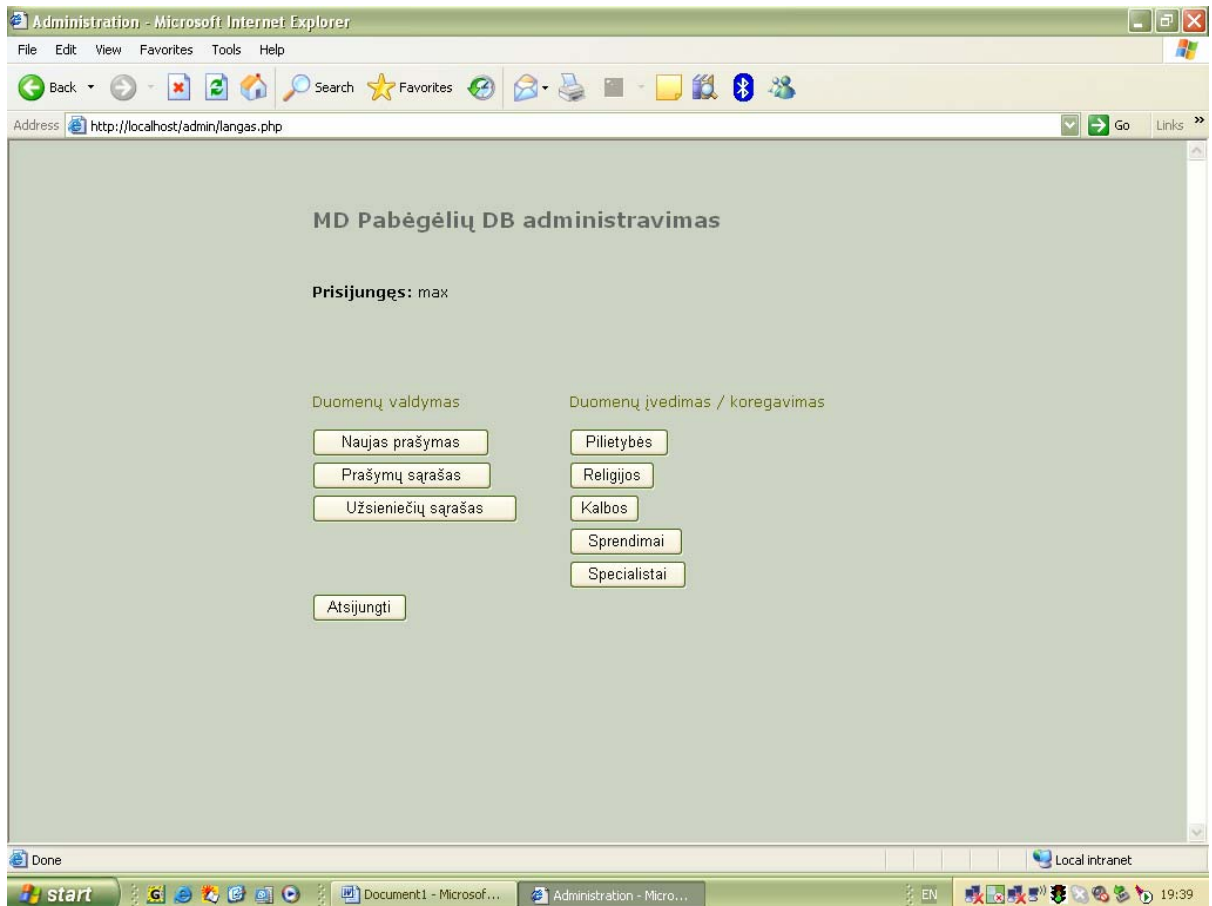 Administration - Microsoft Internet Explorer
File Edit View Favorites Tools Help
Back Search Favorites
Address http://localhost/admin/langas.php Go Links »
MD Pabėgėlių DB administravimas
Prisijungęs: max
Duomenų valdymas Duomenų įvedimas / koregavimas
Naujas prašymas Pilietybės
Prašymų sąrašas Religijos
Užsieniečių sąrašas Kalbos
Sprendimai
Specialistai
Atsijungti
Done Local intranet
start Document1 - Microsof... Administration - Micro... EN 19:39